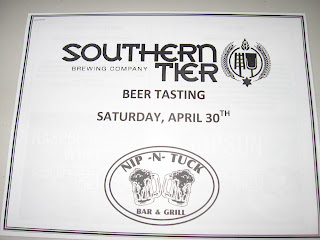 SOUTHERN
TIER
BREWING COMPANY
BEER TASTING
SATURDAY, APRIL 30TH
NIP -N- TUCK
BAR & GRILL